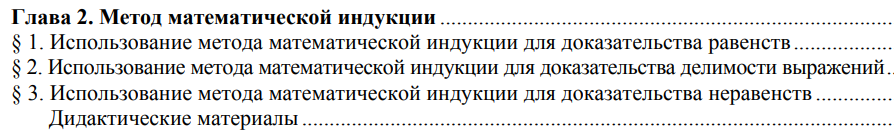 Глава 2. Метод математической индукции
§ 1. Использование метода математической индукции для доказательства равенств
§ 2. Использование метода математической индукции для доказательства делимости выражений
§ 3. Использование метода математической индукции для доказательства неравенств
Дидактические материалы